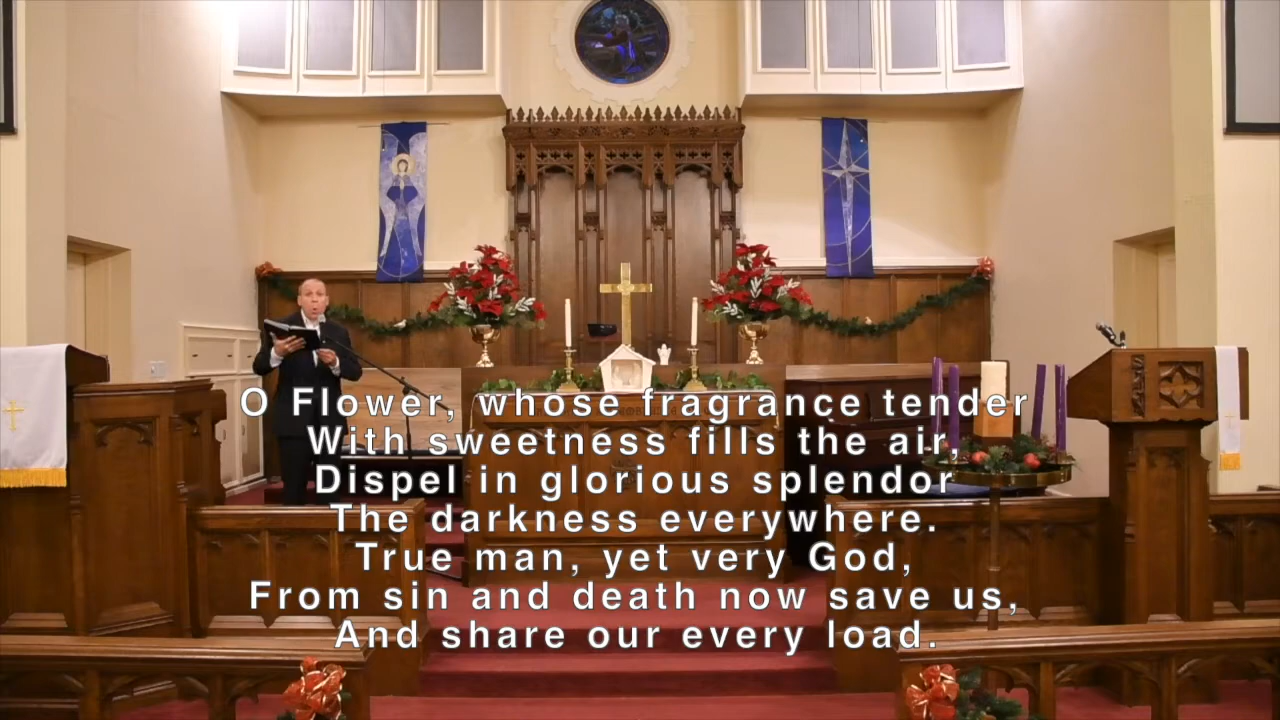 O Flower, whose fragrance tender
With sweetness fills the air,
Dispel in glorious splendor
The darkness everywhere.
True man, yet very God,
From sin and death now save us,
And share our every load.